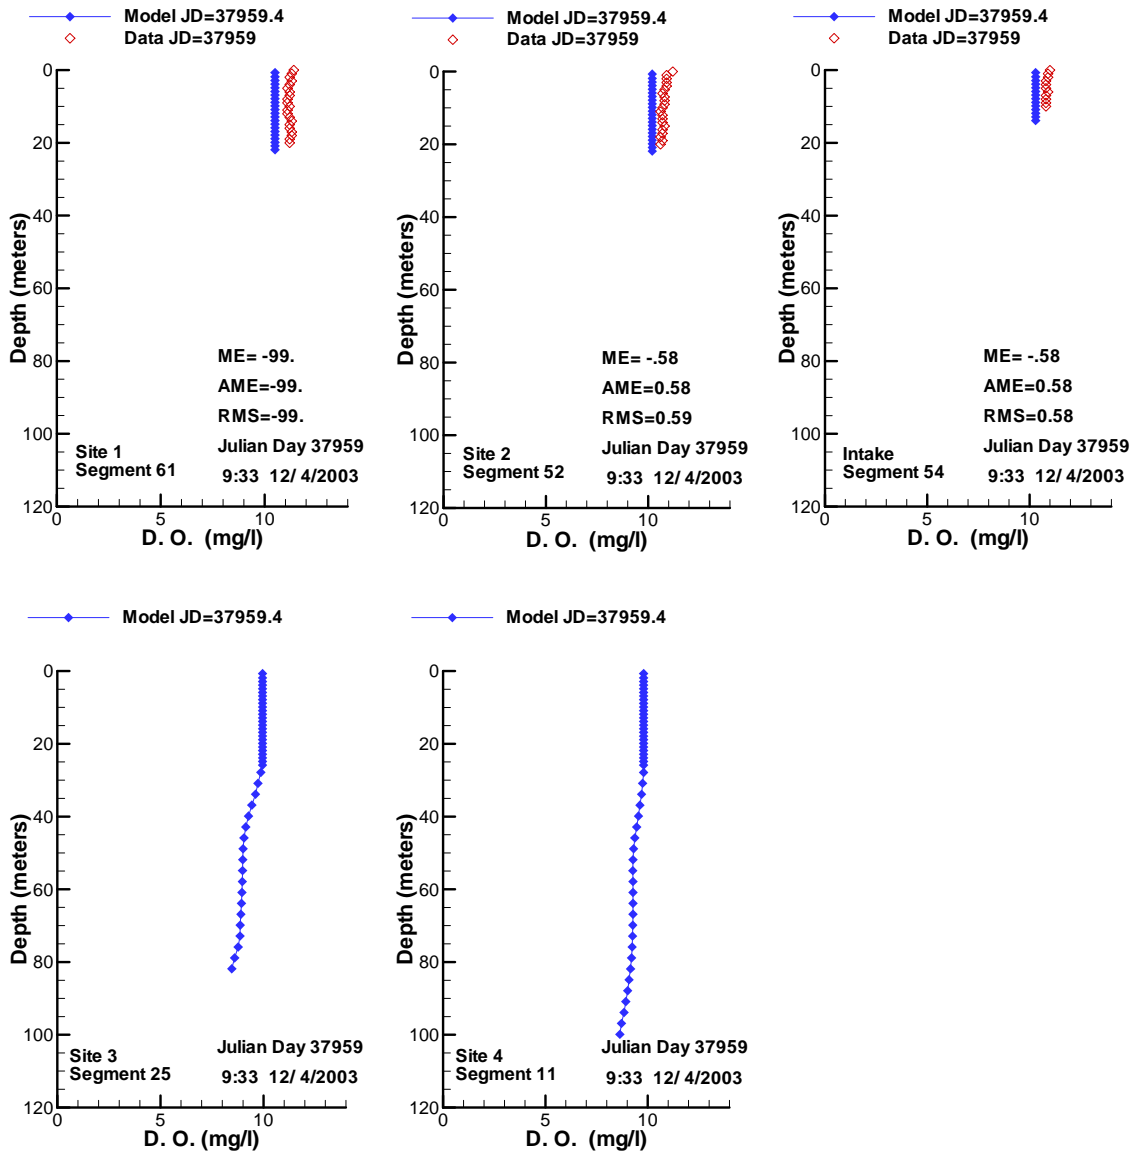 Model JD=37959.4
Data JD=37959
0
20
40
60
80
100
120
Depth (meters)
ME= -99.
AME=-99.
RMS=-99.
Site 1
Segment 61
Julian Day 37959
9:33 12/ 4/2003
0 5 10
D. O. (mg/l)
Model JD=37959.4
Data JD=37959
0
20
40
60
80
100
120
Depth (meters)
ME= -.58
AME=0.58
RMS=0.59
Site 2
Segment 52
Julian Day 37959
9:33 12/ 4/2003
0 5 10
D. O. (mg/l)
Model JD=37959.4
Data JD=37959
0
20
40
60
80
100
120
Depth (meters)
ME= -.58
AME=0.58
RMS=0.58
Intake
Segment 54
Julian Day 37959
9:33 12/ 4/2003
0 5 10
D. O. (mg/l)
Model JD=37959.4
0
20
40
60
80
100
120
Depth (meters)
Site 3
Segment 25
Julian Day 37959
9:33 12/ 4/2003
0 5 10
D. O. (mg/l)
Model JD=37959.4
0
20
40
60
80
100
120
Depth (meters)
Site 4
Segment 11
Julian Day 37959
9:33 12/ 4/2003
0 5 10
D. O. (mg/l)